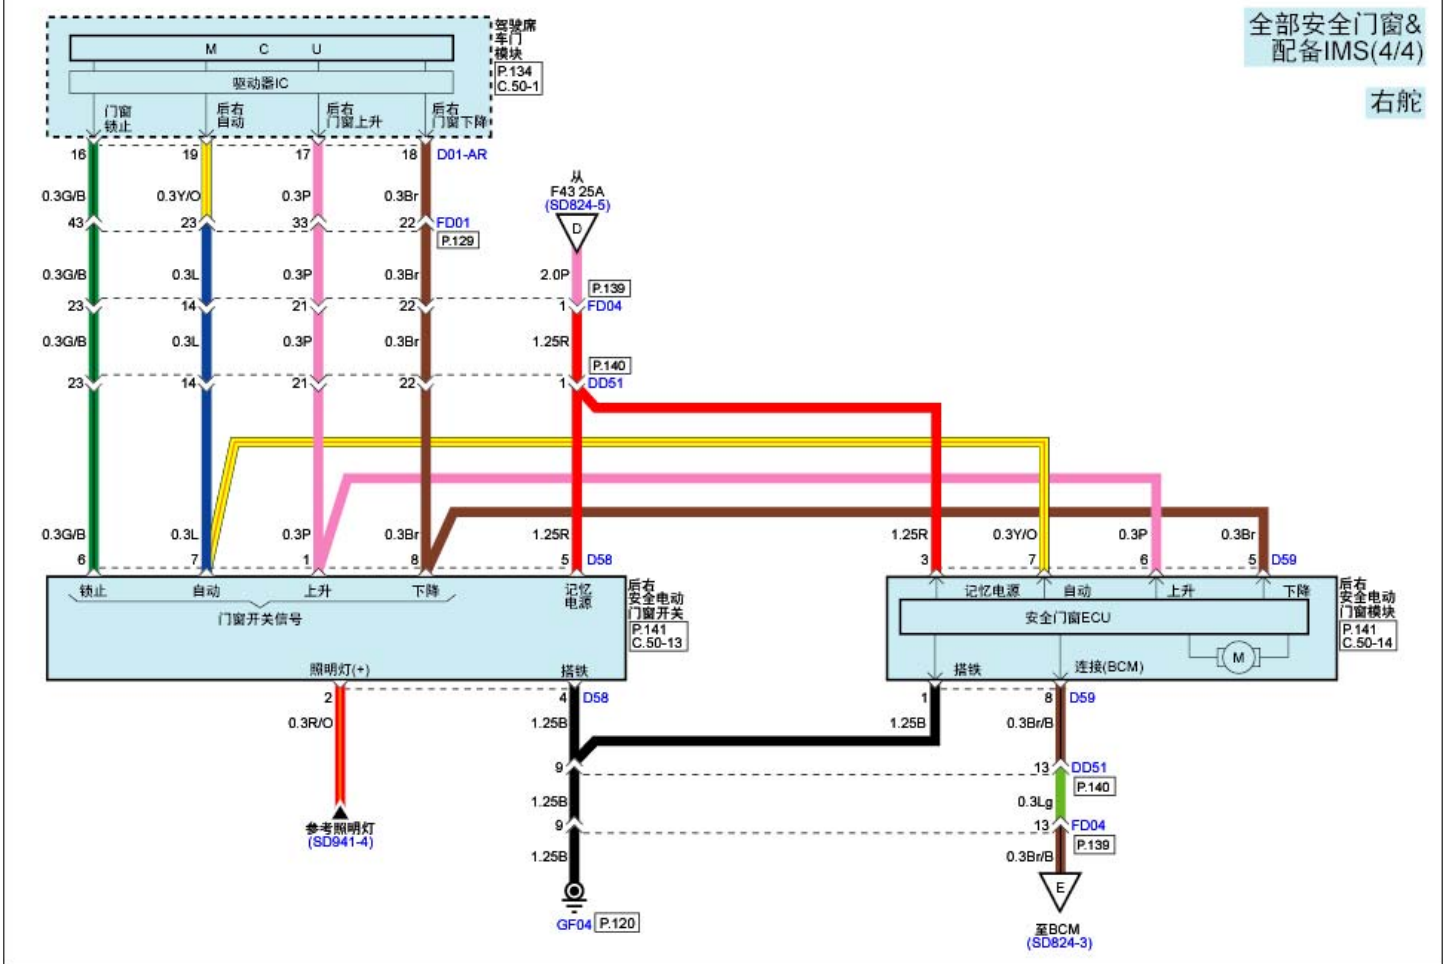 全部安全门窗&
配备IMS(4/4)
右舵
驾驶席
车门
模块
P.134
C.50-1
M C U
驱动器IC
门窗
锁止
后右
自动
后右
门窗上升
后右
门窗下降
16 19 17 18 D01-AR
0.3G/B 0.3Y/O 0.3P 0.3Br
从
F43 25A
(SD824-5)
D
43 23 33 22 FD01
P.129
0.3G/B 0.3L 0.3P 0.3Br 2.0P
P.139
23 14 21 22 1 FD04
0.3G/B 0.3L 0.3P 0.3Br 1.25R
P.140
23 14 21 22 1 DD51
0.3G/B 0.3L 0.3P 0.3Br 1.25R 1.25R 0.3Y/O 0.3P 0.3Br
6 7 1 8 5 D58 3 7 6 5 D59
锁止 自动 上升 下降
记忆
电源
门窗开关信号
照明灯(+)
搭铁
后右
安全电动
门窗开关
P.141
C.50-13
记忆电源 自动 上升 下降
安全门窗ECU
M
搭铁
连接(BCM)
后右
安全电动
门窗模块
P.141
C.50-14
2 4 D58 1 8 D59
0.3R/O 1.25B 1.25B 0.3Br/B
9 13 DD51
P.140
1.25B 0.3Lg
参考照明灯
(SD941-4)
9 13 FD04
P.139
1.25B 0.3Br/B
E
GF04 P.120
至BCM
(SD824-3)